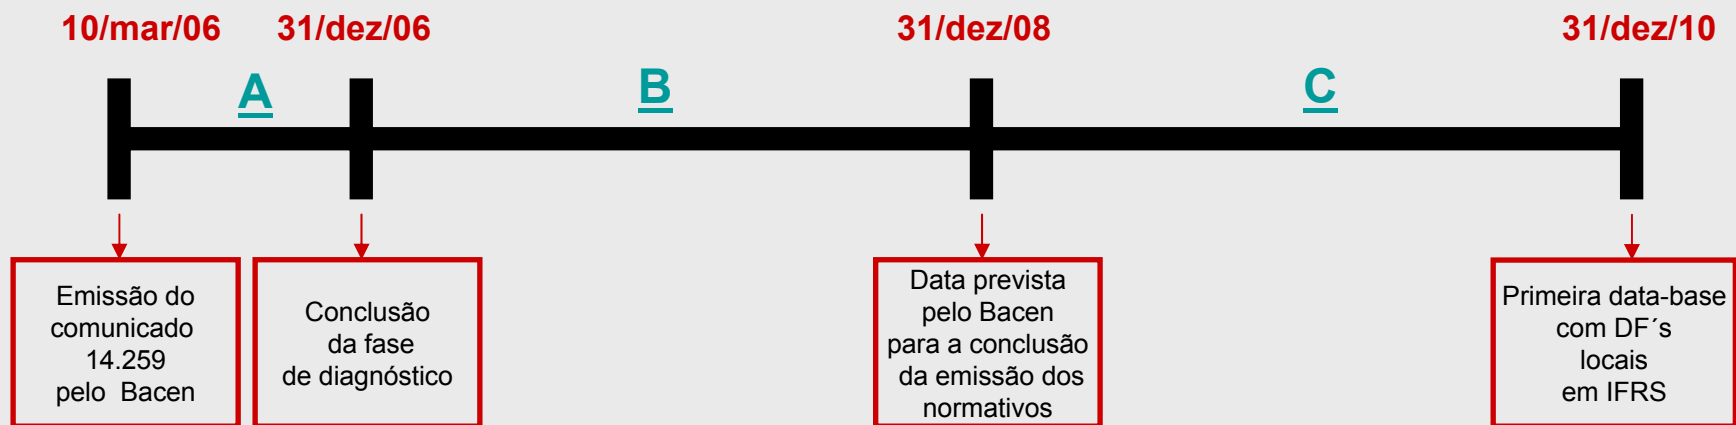 10/mar/06
31/dez/06
31/dez/08
31/dez/10
A
B
C
Emissão do
comunicado
14.259
pelo Bacen
Conclusão
da fase
de diagnóstico
Data prevista
pelo Bacen
para a conclusão
da emissão dos
normativos
Primeira data-base
com DF´s
locais
em IFRS